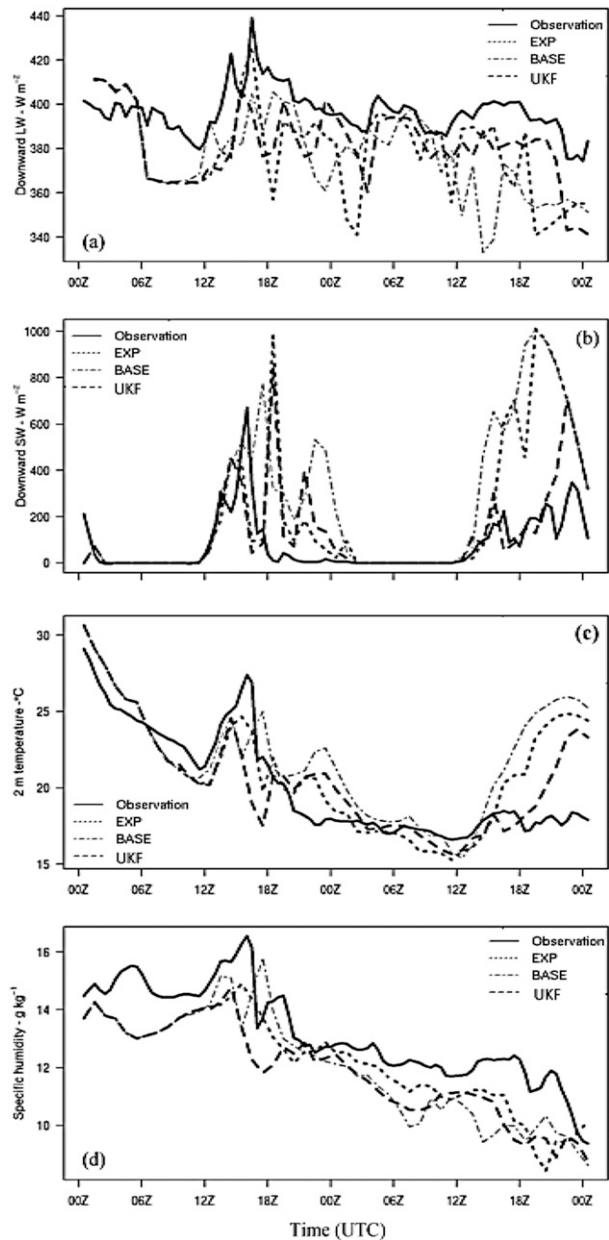 440
420
400
380
360
340
Downward LW - W m⁻²
Observation
EXP
BASE
UKF
(a)
00Z 06Z 12Z 18Z 00Z 06Z 12Z 18Z 00Z
1000
800
600
400
200
0
Downward SW - W m⁻²
Observation
EXP
BASE
UKF
(b)
00Z 06Z 12Z 18Z 00Z 06Z 12Z 18Z 00Z
30
25
20
15
2 m temperature -°C
(c)
Observation
EXP
BASE
UKF
00Z 06Z 12Z 18Z 00Z 06Z 12Z 18Z 00Z
16
14
12
10
Specific humidity - g kg⁻¹
Observation
EXP
BASE
UKF
(d)
00Z 06Z 12Z 18Z 00Z 06Z 12Z 18Z 00Z
Time (UTC)